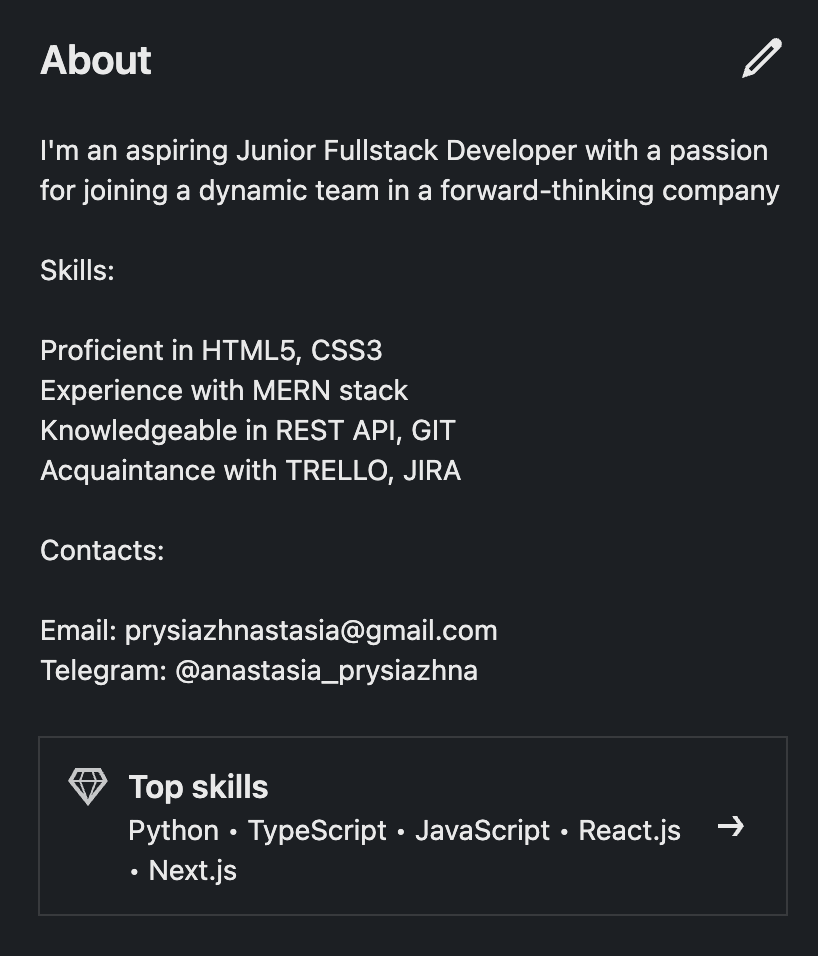 About
I'm an aspiring Junior Fullstack Developer with a passion
for joining a dynamic team in a forward-thinking company
Skills:
Proficient in HTML5, CSS3
Experience with MERN stack
Knowledgeable in REST API, GIT
Acquaintance with TRELLO, JIRA
Contacts:
Email: prysiazhnastasia@gmail.com
Telegram: @anastasia_prysiazhna
Top skills
Python • TypeScript • JavaScript • React.js
• Next.js